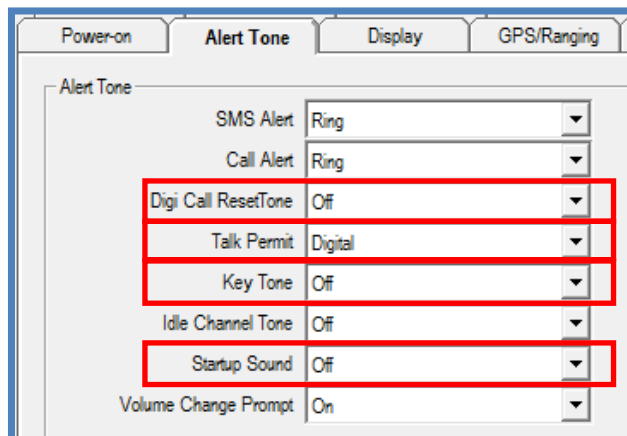 Power-on Alert Tone Display GPS/Ranging
Alert Tone
SMS Alert Ring
Call Alert Ring
Digi Call ResetTone Off
Talk Permit Digital
Key Tone Off
Idle Channel Tone Off
Startup Sound Off
Volume Change Prompt On